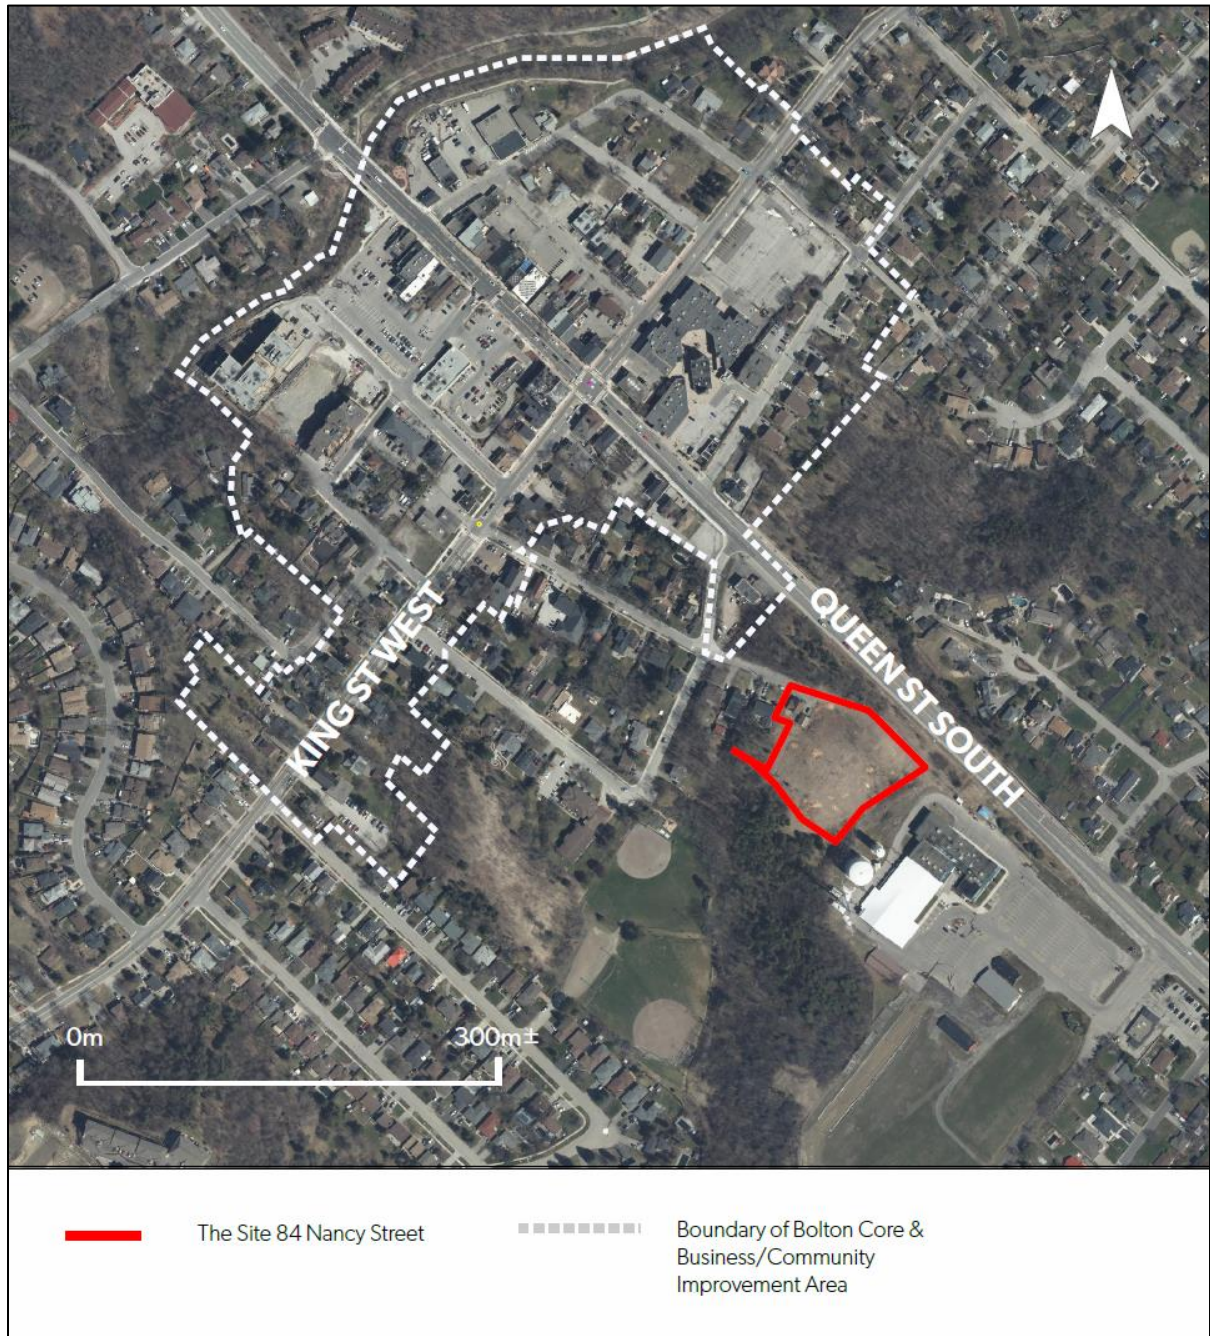 QUEEN ST SOUTH
KING ST WEST
0m
300m±
The Site 84 Nancy Street
Boundary of Bolton Core &
Business/Community
Improvement Area